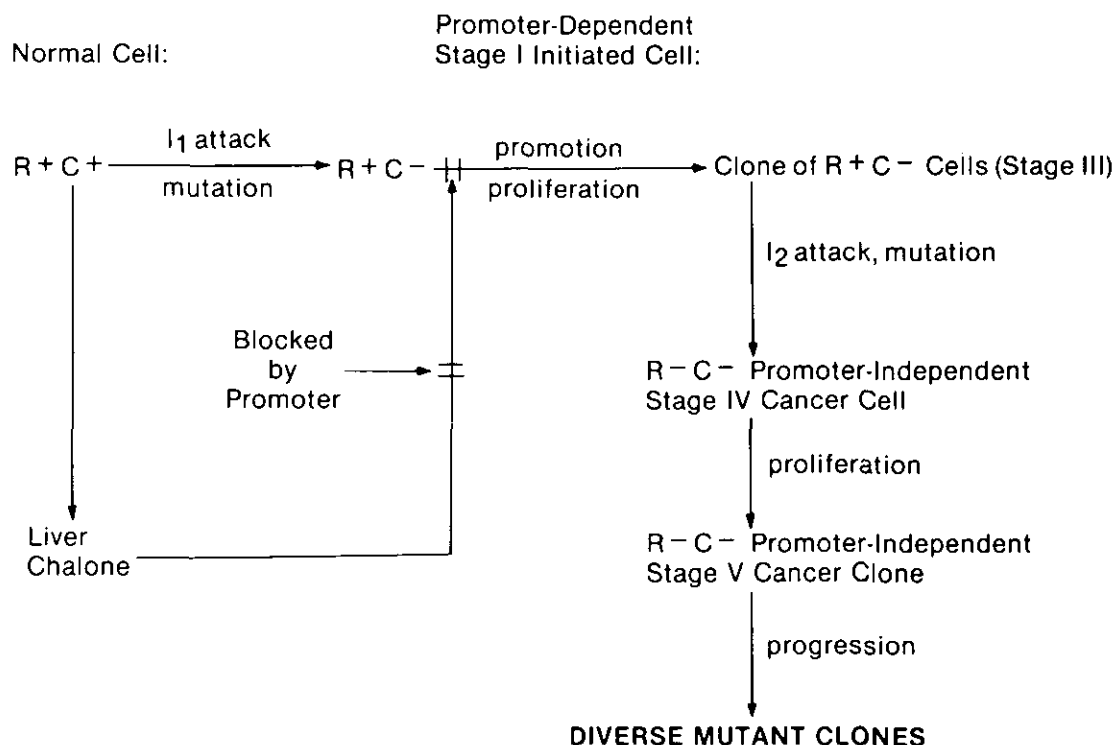 Promoter-Dependent
Normal Cell:
Stage I Initiated Cell:
I1 attack
R + C +
mutation
R + C -
promotion
proliferation
Clone of R + C - Cells (Stage III)
I2 attack, mutation
Blocked
by
Promoter
R - C - Promoter-Independent
Stage IV Cancer Cell
proliferation
Liver
Chalone
R - C - Promoter-Independent
Stage V Cancer Clone
progression
DIVERSE MUTANT CLONES